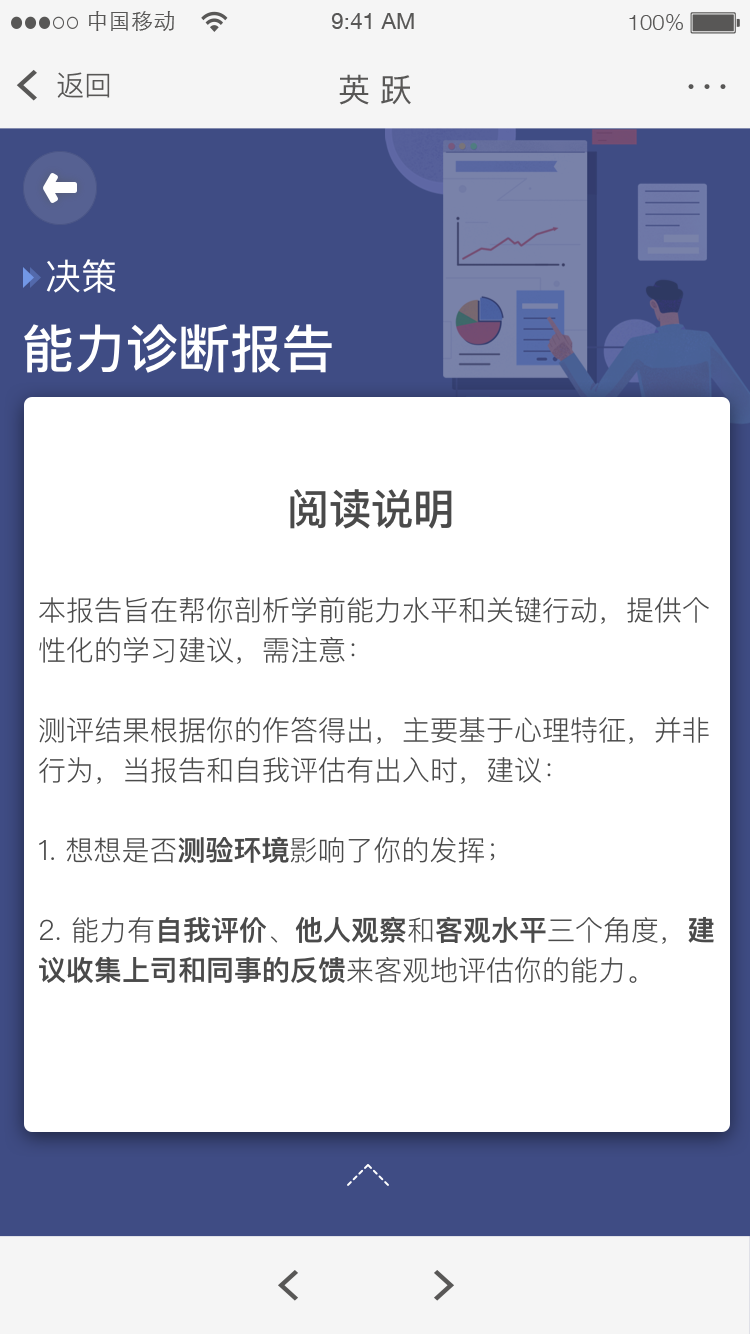 中国移动
9:41 AM
100%
返回
英 跃
决策
能力诊断报告
阅读说明
本报告旨在帮你剖析学前能力水平和关键行动，提供个
性化的学习建议，需注意：
测评结果根据你的作答得出，主要基于心理特征，并非
行为，当报告和自我评估有出入时，建议：
1. 想想是否测验环境影响了你的发挥；
2. 能力有自我评价、他人观察和客观水平三个角度，建
议收集上司和同事的反馈来客观地评估你的能力。